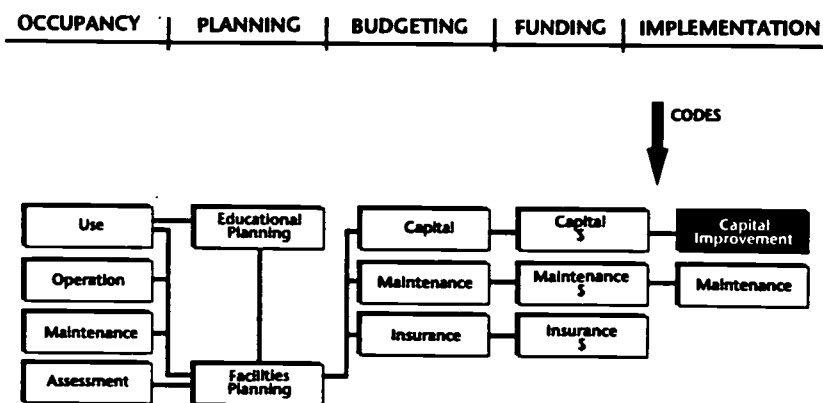 OCCUPANCY | PLANNING | BUDGETING | FUNDING | IMPLEMENTATION
CODES
Use
Educational
Planning
Capital
Capital
$
Capital
Improvement
Operation
Maintenance
Maintenance
$
Maintenance
Maintenance
Insurance
Insurance
$
Assessment
Facilities
Planning